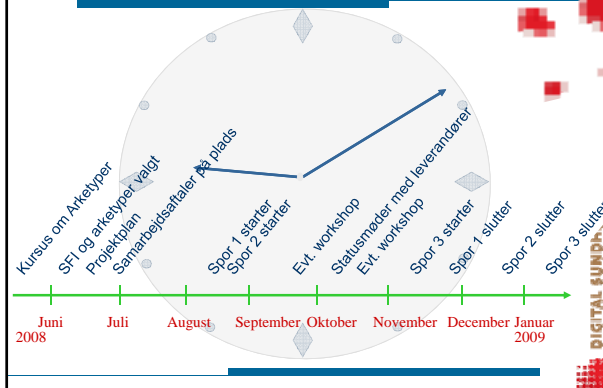 Kursus om Arketyper
SFI og arketyper valgt
Projektplan
Samarbejdsaftaler på plads
Spor 1 starter
Spor 2 starter
Evt. workshop
Statusmøder med leverandører
Evt. workshop
Spor 3 starter
Spor 1 slutter
Spor 2 slutter
Spor 3 slutter
Juni
Juli
August
September
Oktober
November
December
Januar
2008
2009
DIGITAL